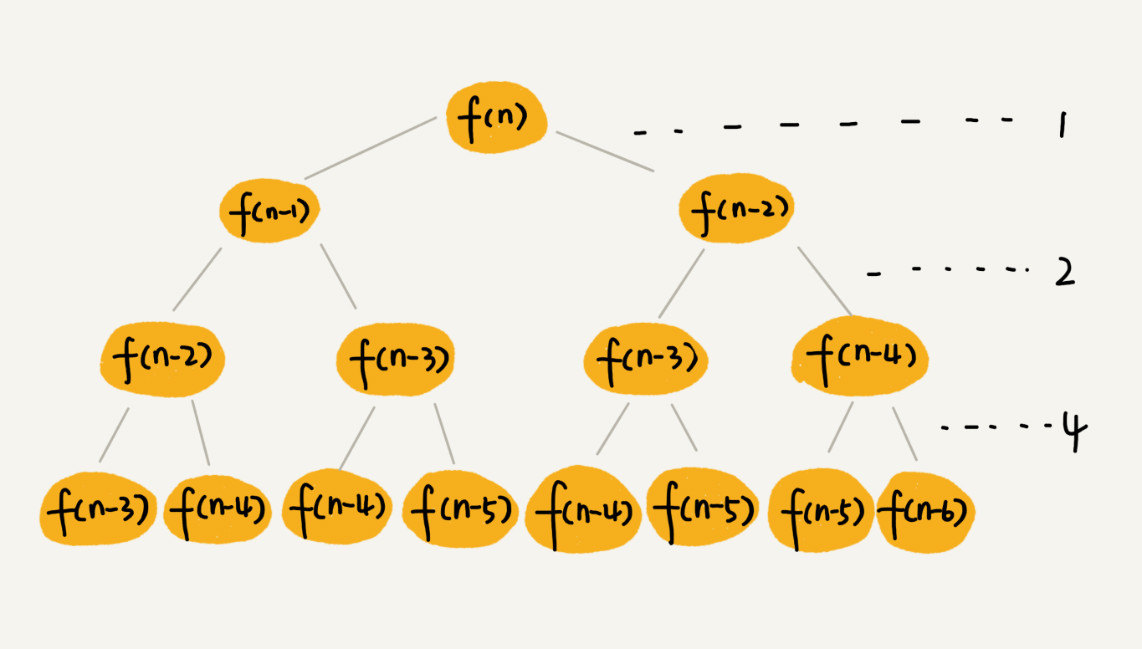 f(n) 1
f(n-1) f(n-2)
2
f(n-2) f(n-3) f(n-3) f(n-4)
4
f(n-3) f(n-4) f(n-4) f(n-5) f(n-4) f(n-5) f(n-5) f(n-6)